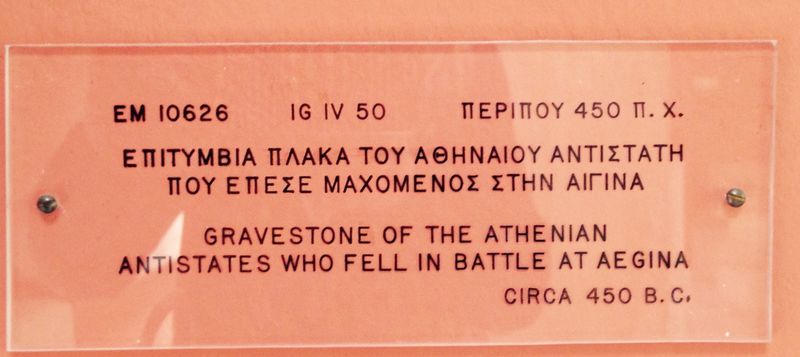 EM 10626 IG IV 50 ΠΕΡΙΠΟΥ 450 Π. Χ.
ΕΠΙΤΥΜΒΙΑ ΠΛΑΚΑ ΤΟΥ ΑΘΗΝΑΙΟΥ ΑΝΤΙΣΤΑΤΗ
ΠΟΥ ΕΠΕΣΕ ΜΑΧΟΜΕΝΟΣ ΣΤΗΝ ΑΙΓΙΝΑ
GRAVESTONE OF THE ATHENIAN
ANTISTATES WHO FELL IN BATTLE AT AEGINA
CIRCA 450 B.C.